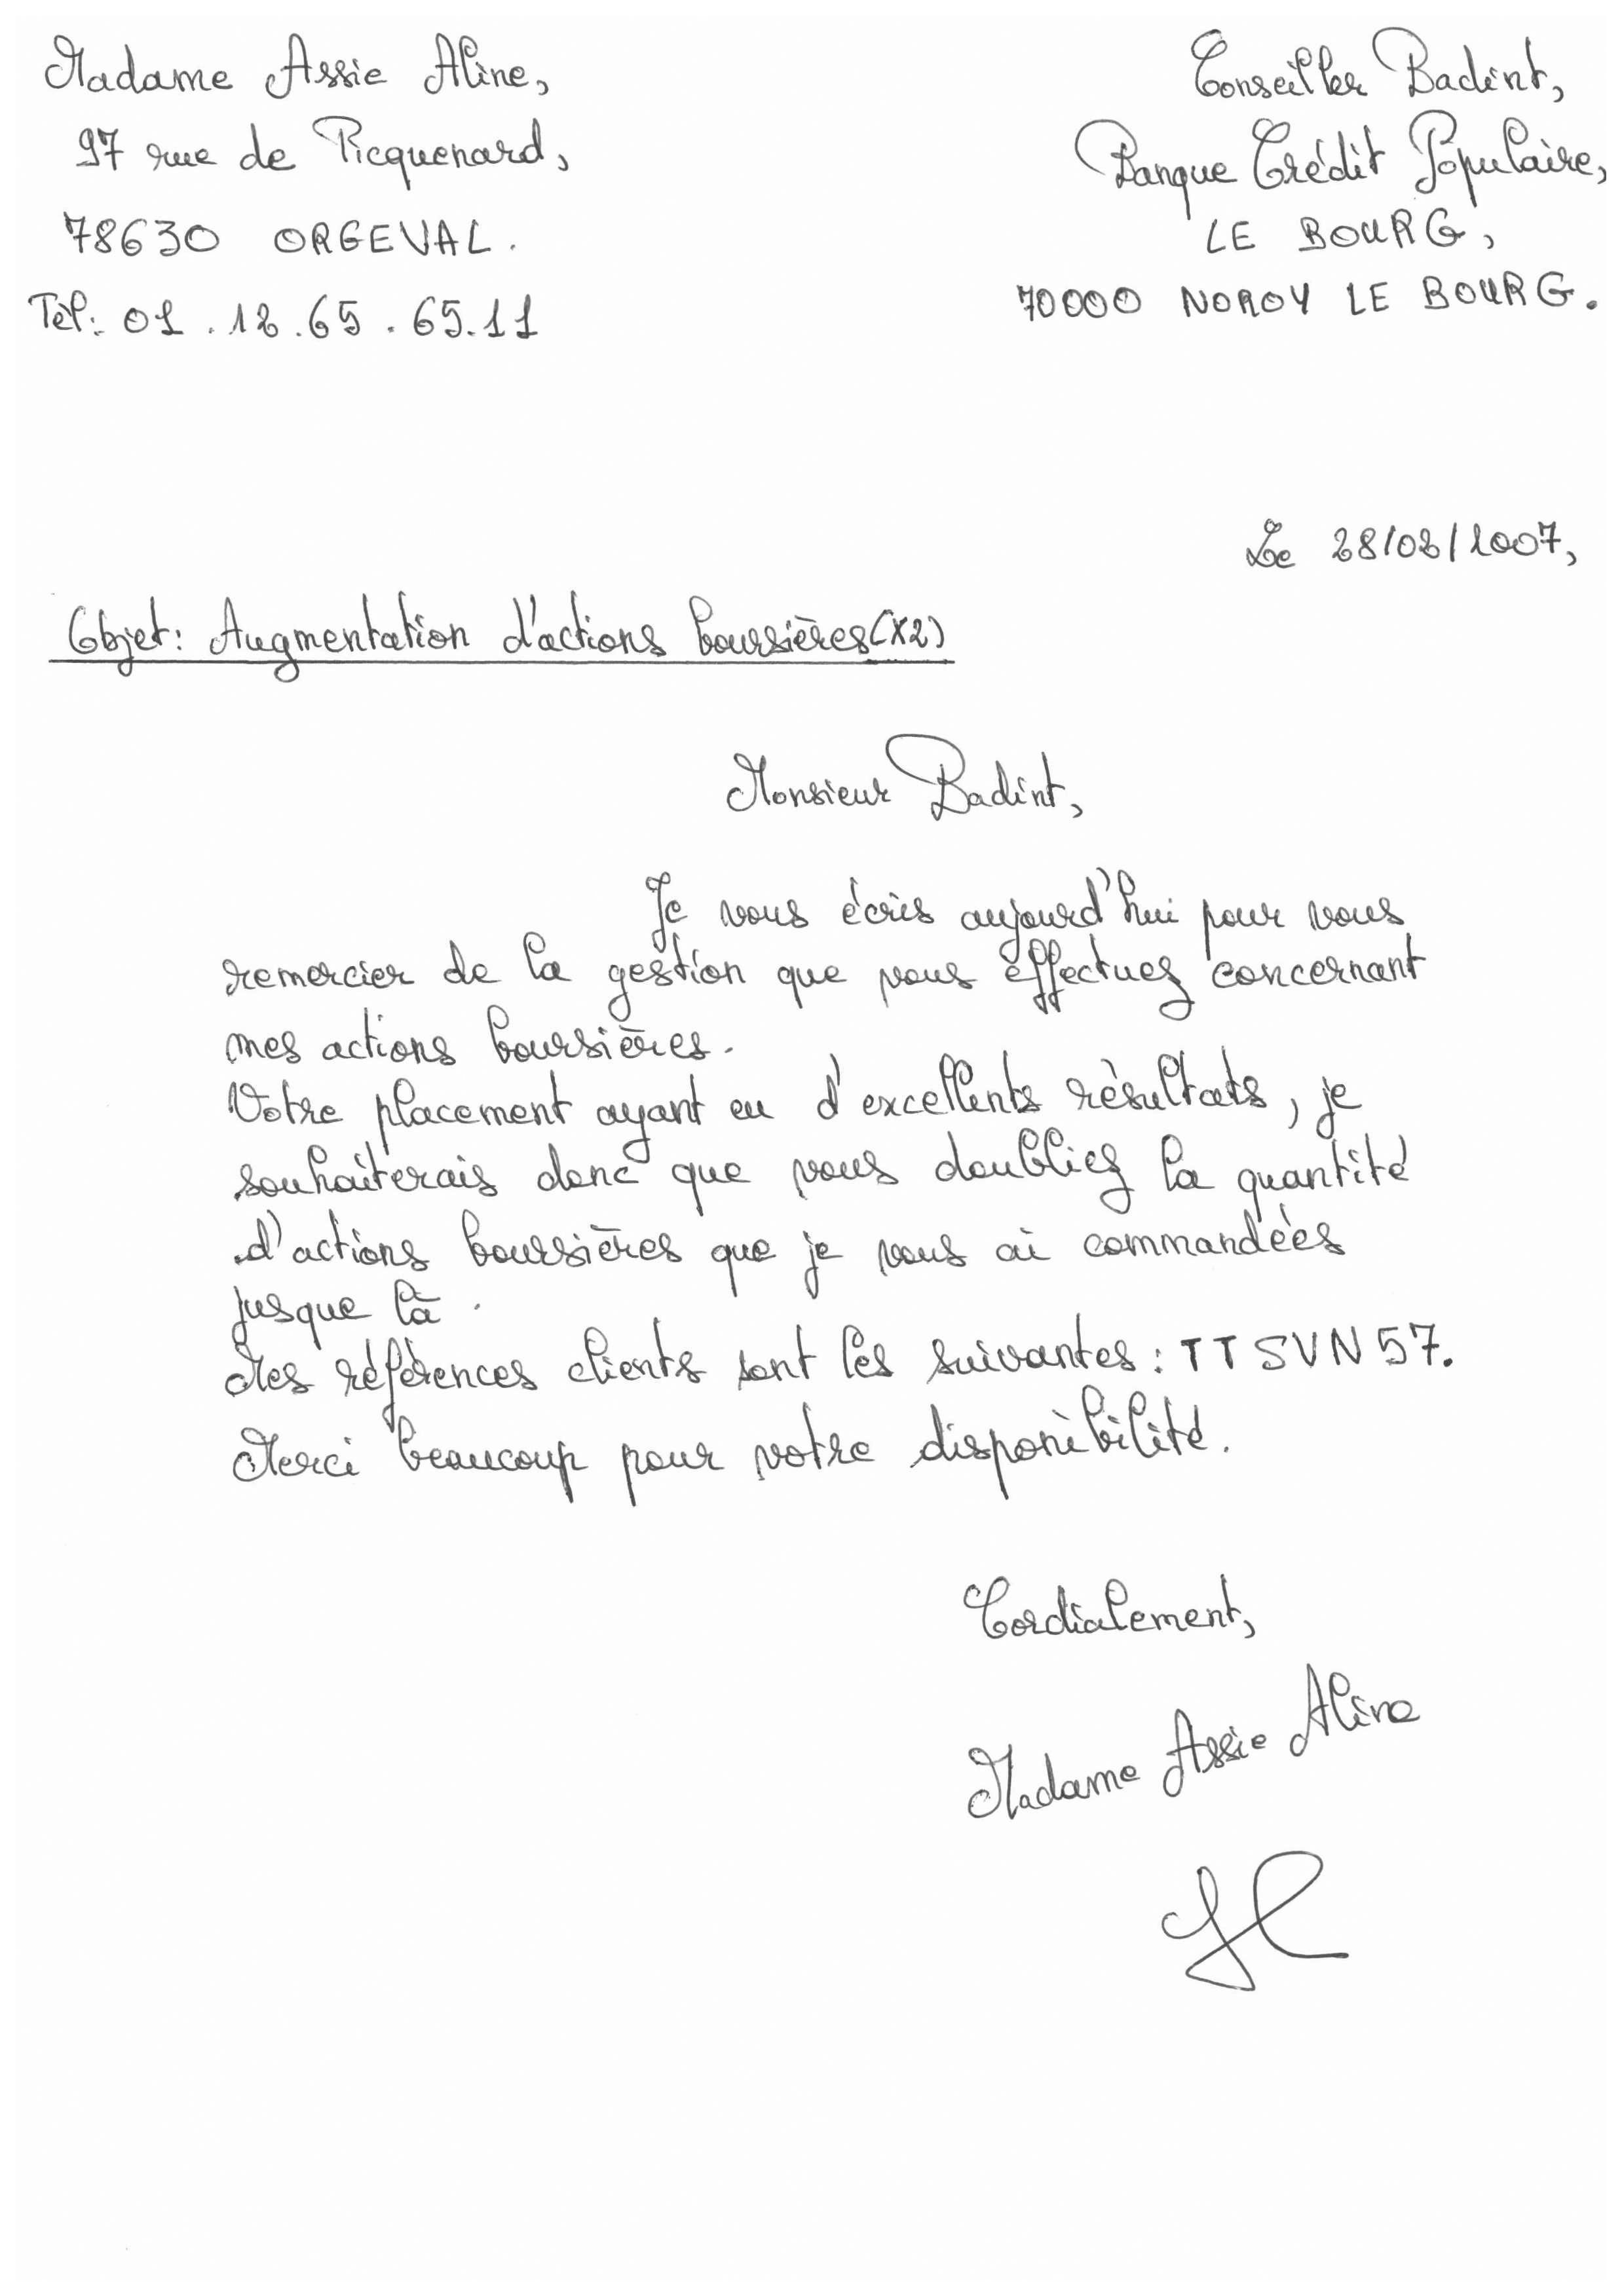 Madame Assie Aline,
97 rue de Picquenard,
78630 ORGEVAL.
Tél: 01.12.65.65.11
Conseiller Badint,
Banque Crédit Populaire,
LE BOURG,
70000 NOROY LE BOURG.
Le 28/02/2007,
Objet: Augmentation d'actions boursières (X2)
Monsieur Badint,
Je vous écris aujourd'hui pour vous
remercier de la gestion que vous effectuez concernant
mes actions boursières.
Votre placement ayant eu d'excellents résultats, je
souhaiterais donc que vous doubliez la quantité
d'actions boursières que je vous ai commandées
jusque là.
Mes références clients sont les suivantes: TTSVN57.
Merci beaucoup pour votre disponibilité.
Cordialement,
Madame Assie Aline